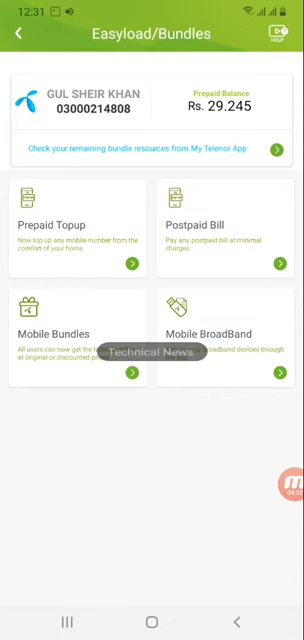 12:31
Easyload/Bundles
HELP
GUL SHEIR KHAN
03000214808
Prepaid Balance
Rs. 29.245
Check your remaining bundle resources from My Telenor App
Prepaid Topup
Now top up any mobile number from the
comfort of your home.
Postpaid Bill
Pay any postpaid bill at minimal
charges.
Mobile Bundles
All users can now get the
at original or discounted
Mobile BroadBand
broadband devices through
Technical News
04:52